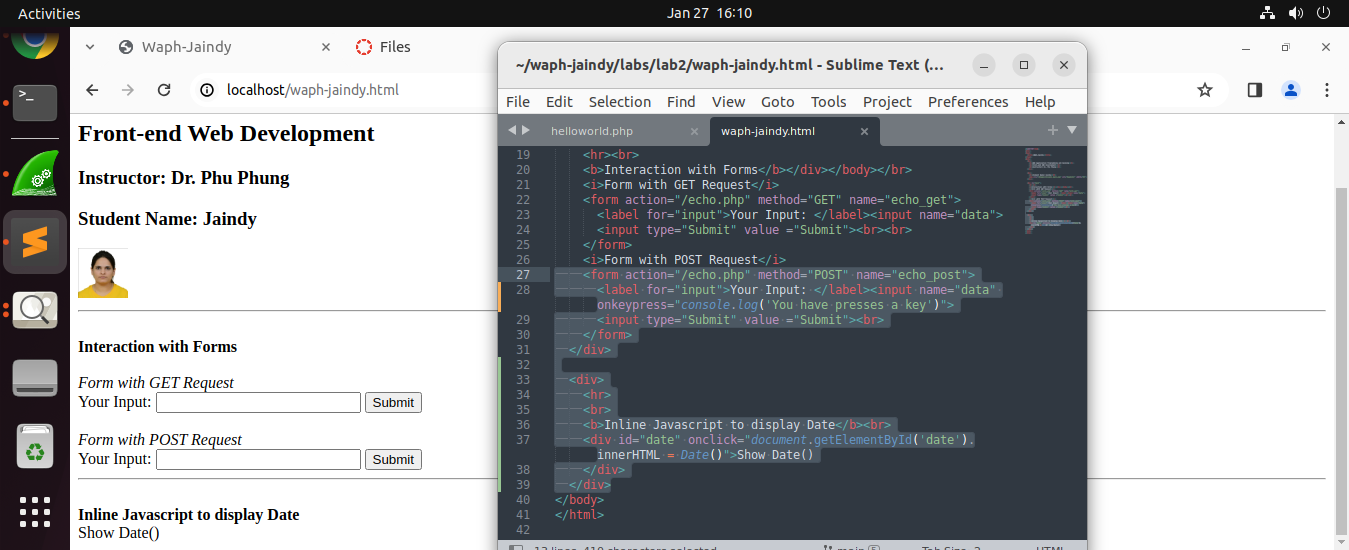 Activities
Jan 27 16:10
Waph-Jaindy
Files
localhost/waph-jaindy.html
Front-end Web Development
Instructor: Dr. Phu Phung
Student Name: Jaindy
Interaction with Forms
Form with GET Request
Your Input: Submit
Form with POST Request
Your Input: Submit
Inline Javascript to display Date
Show Date()
~/waph-jaindy/labs/lab2/waph-jaindy.html - Sublime Text (...
File Edit Selection Find View Goto Tools Project Preferences Help
helloworld.php
waph-jaindy.html
19 <hr><br>
20 <b>Interaction with Forms</b></div></body></br>
21 <i>Form with GET Request</i>
22 <form action="/echo.php" method="GET" name="echo_get">
23 <label for="input">Your Input: </label><input name="data">
24 <input type="Submit" value ="Submit"><br><br>
25 </form>
26 <i>Form with POST Request</i>
27 <form action="/echo.php" method="POST" name="echo_post">
28 <label for="input">Your Input: </label><input name="data"
onkeypress="console.log('You have presses a key')">
29 <input type="Submit" value ="Submit"><br>
30 </form>
31 </div>
32
33 <div>
34 <hr>
35 <br>
36 <b>Inline Javascript to display Date</b><br>
37 <div id="date" onclick="document.getElementById('date').
innerHTML = Date()">Show Date()
38 </div>
39 </div>
40 </body>
41 </html>
42